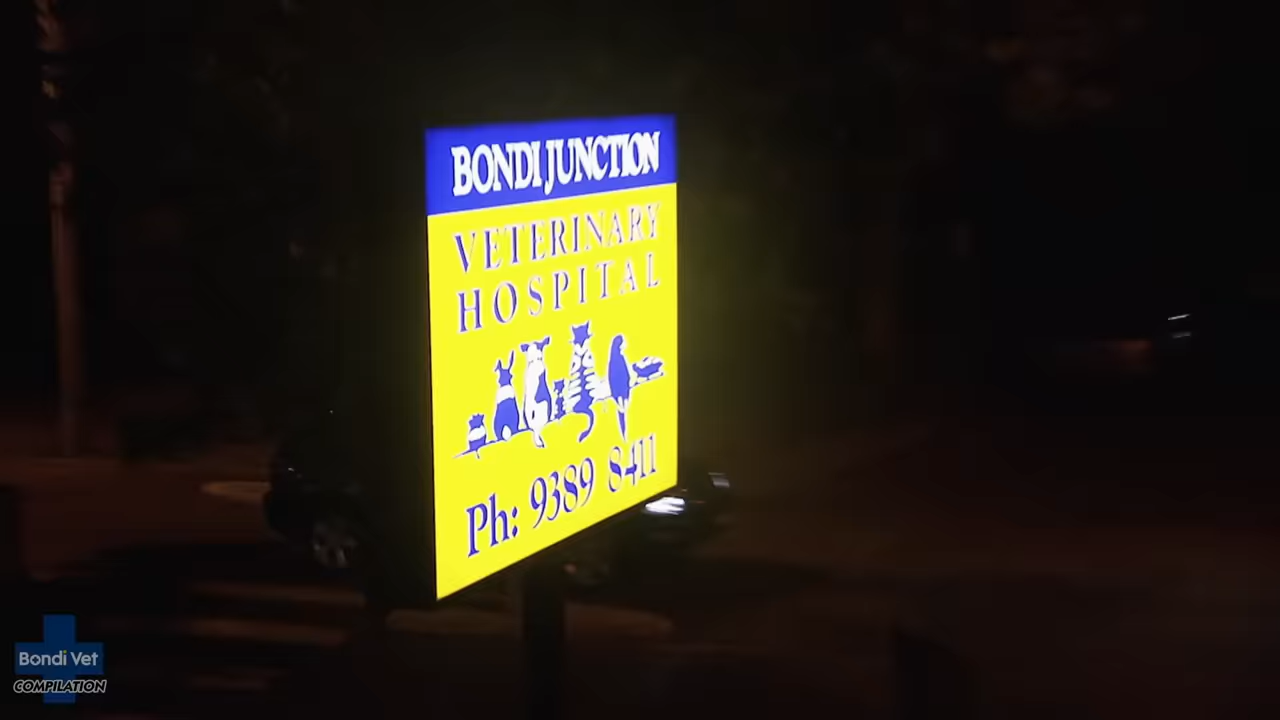 BONDI JUNCTION
VETERINARY
HOSPITAL
Ph: 9389 8411
Bondi Vet
COMPILATION